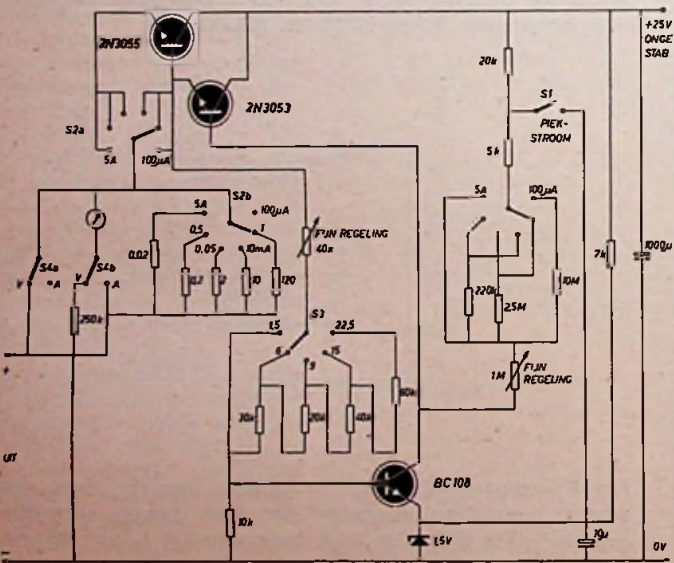 2N3055
+25V
ONGE
STAB
20k
S1
PIEK-
STROOM
2N3053
S2a
5A
100µA
5k
5A
100µA
S2b
5A
100µA
0,5
1
0,05
10mA
0.02
FIJN REGELING
40k
7k
1000µ
S4a
S4b
V
A
V
A
0,2
2
10
120
220k
2,5M
10M
250k
S3
1,5
22,5
6
15
9
1M
FIJN
REGELING
+
30k
20k
40k
60k
UIT
BC108
10k
1,5V
10µ
0V
-